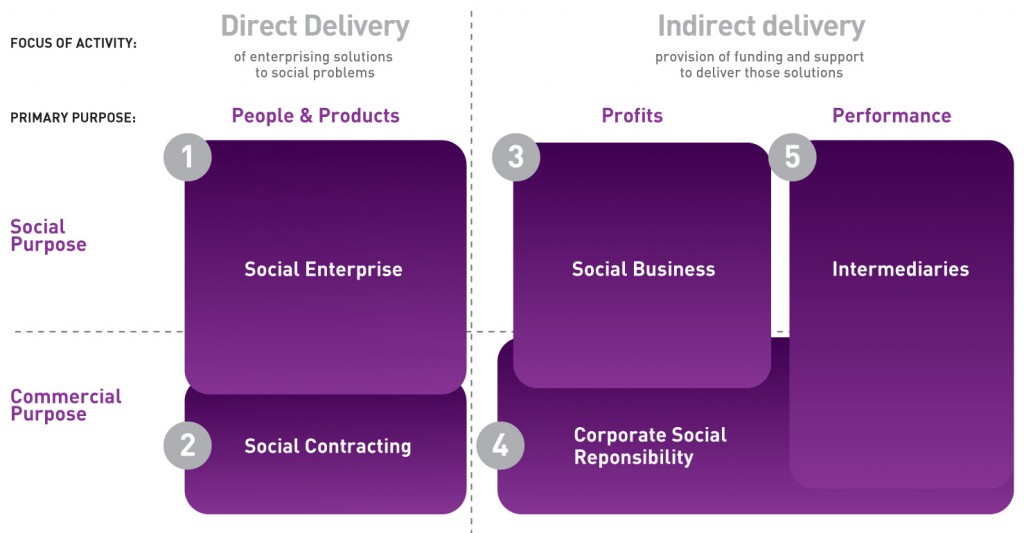 FOCUS OF ACTIVITY:
Direct Delivery
of enterprising solutions
to social problems
Indirect delivery
provision of funding and support
to deliver those solutions
PRIMARY PURPOSE:
People & Products
Profits
Performance
1
3
5
Social
Purpose
Social Enterprise
Social Business
Intermediaries
Commercial
Purpose
2
Social Contracting
4
Corporate Social
Reponsibility